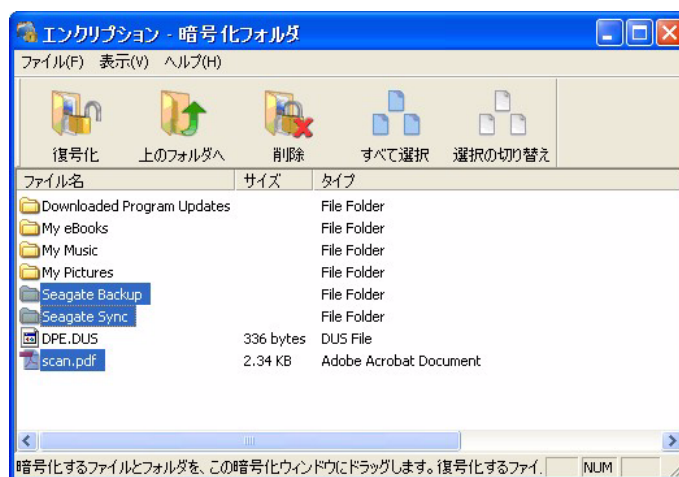 エンクリプション - 暗号化フォルダ
ファイル(F) 表示(V) ヘルプ(H)
復号化 上のフォルダへ 削除 すべて選択 選択の切り替え
ファイル名 サイズ タイプ
Downloaded Program Updates File Folder
My eBooks File Folder
My Music File Folder
My Pictures File Folder
Seagate Backup File Folder
Seagate Sync File Folder
DPE.DUS 336 bytes DUS File
scan.pdf 2.34 KB Adobe Acrobat Document
暗号化するファイルとフォルダを、この暗号化ウィンドウにドラッグします。復号化するファイ. NUM